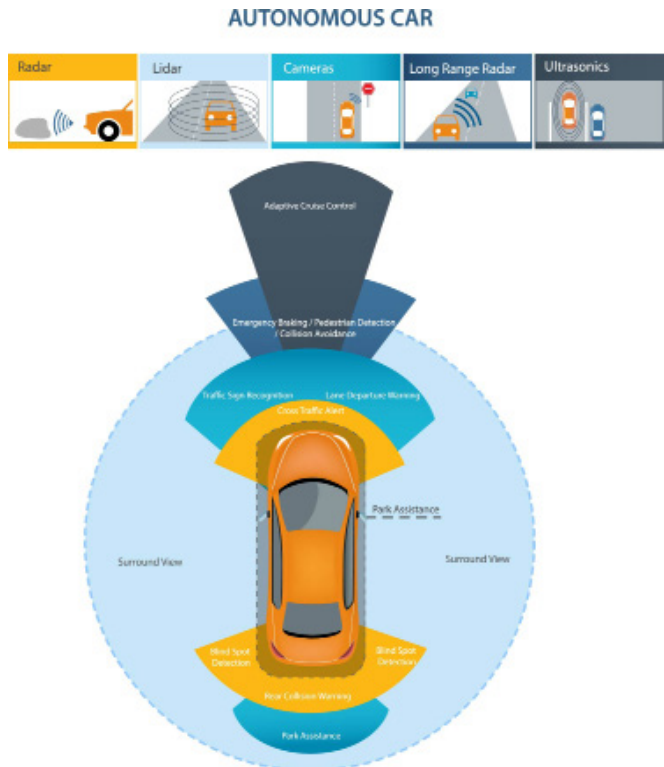 AUTONOMOUS CAR
Radar
Lidar
Cameras
Long Range Radar
Ultrasonics
Adaptive Cruise Control
Emergency Braking / Pedestrian Detection
/ Collision Avoidance
Traffic Sign Recognition
Lane Departure Warning
Cross Traffic Alert
Park Assistance
Surround View
Surround View
Blind Spot
Detection
Blind Spot
Detection
Rear Collision Warning
Park Assistance